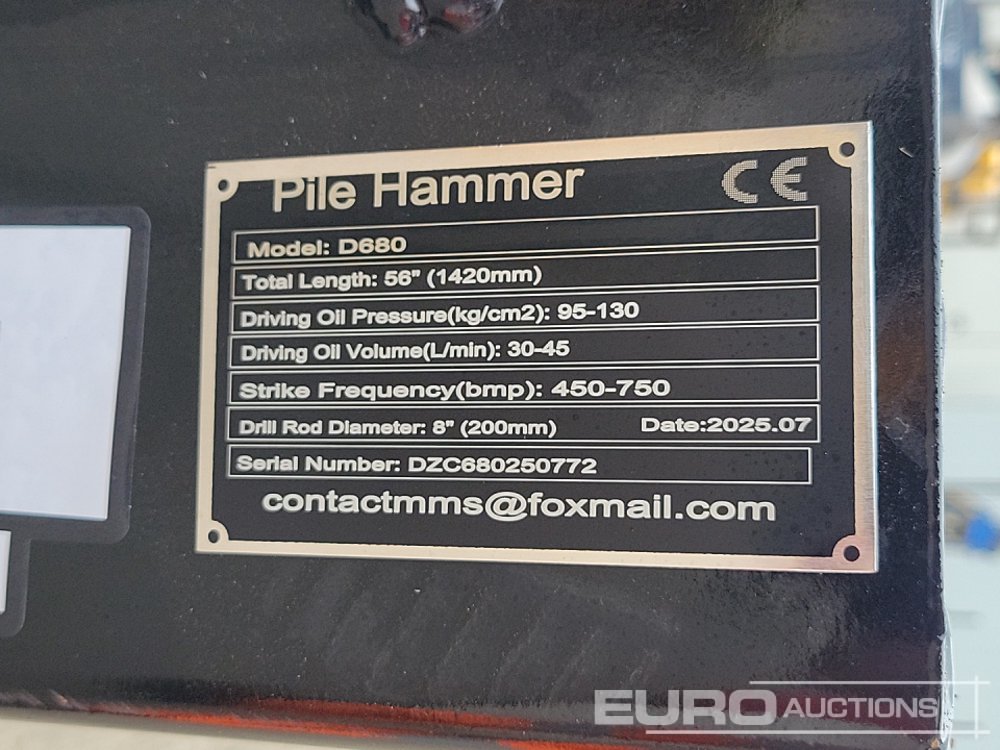 Pile Hammer CE
Model: D680
Total Length: 56" (1420mm)
Driving Oil Pressure(kg/cm2): 95-130
Driving Oil Volume(L/min): 30-45
Strike Frequency(bmp): 450-750
Drill Rod Diameter: 8" (200mm) Date:2025.07
Serial Number: DZC680250772
contactmms@foxmail.com
EURO AUCTIONS